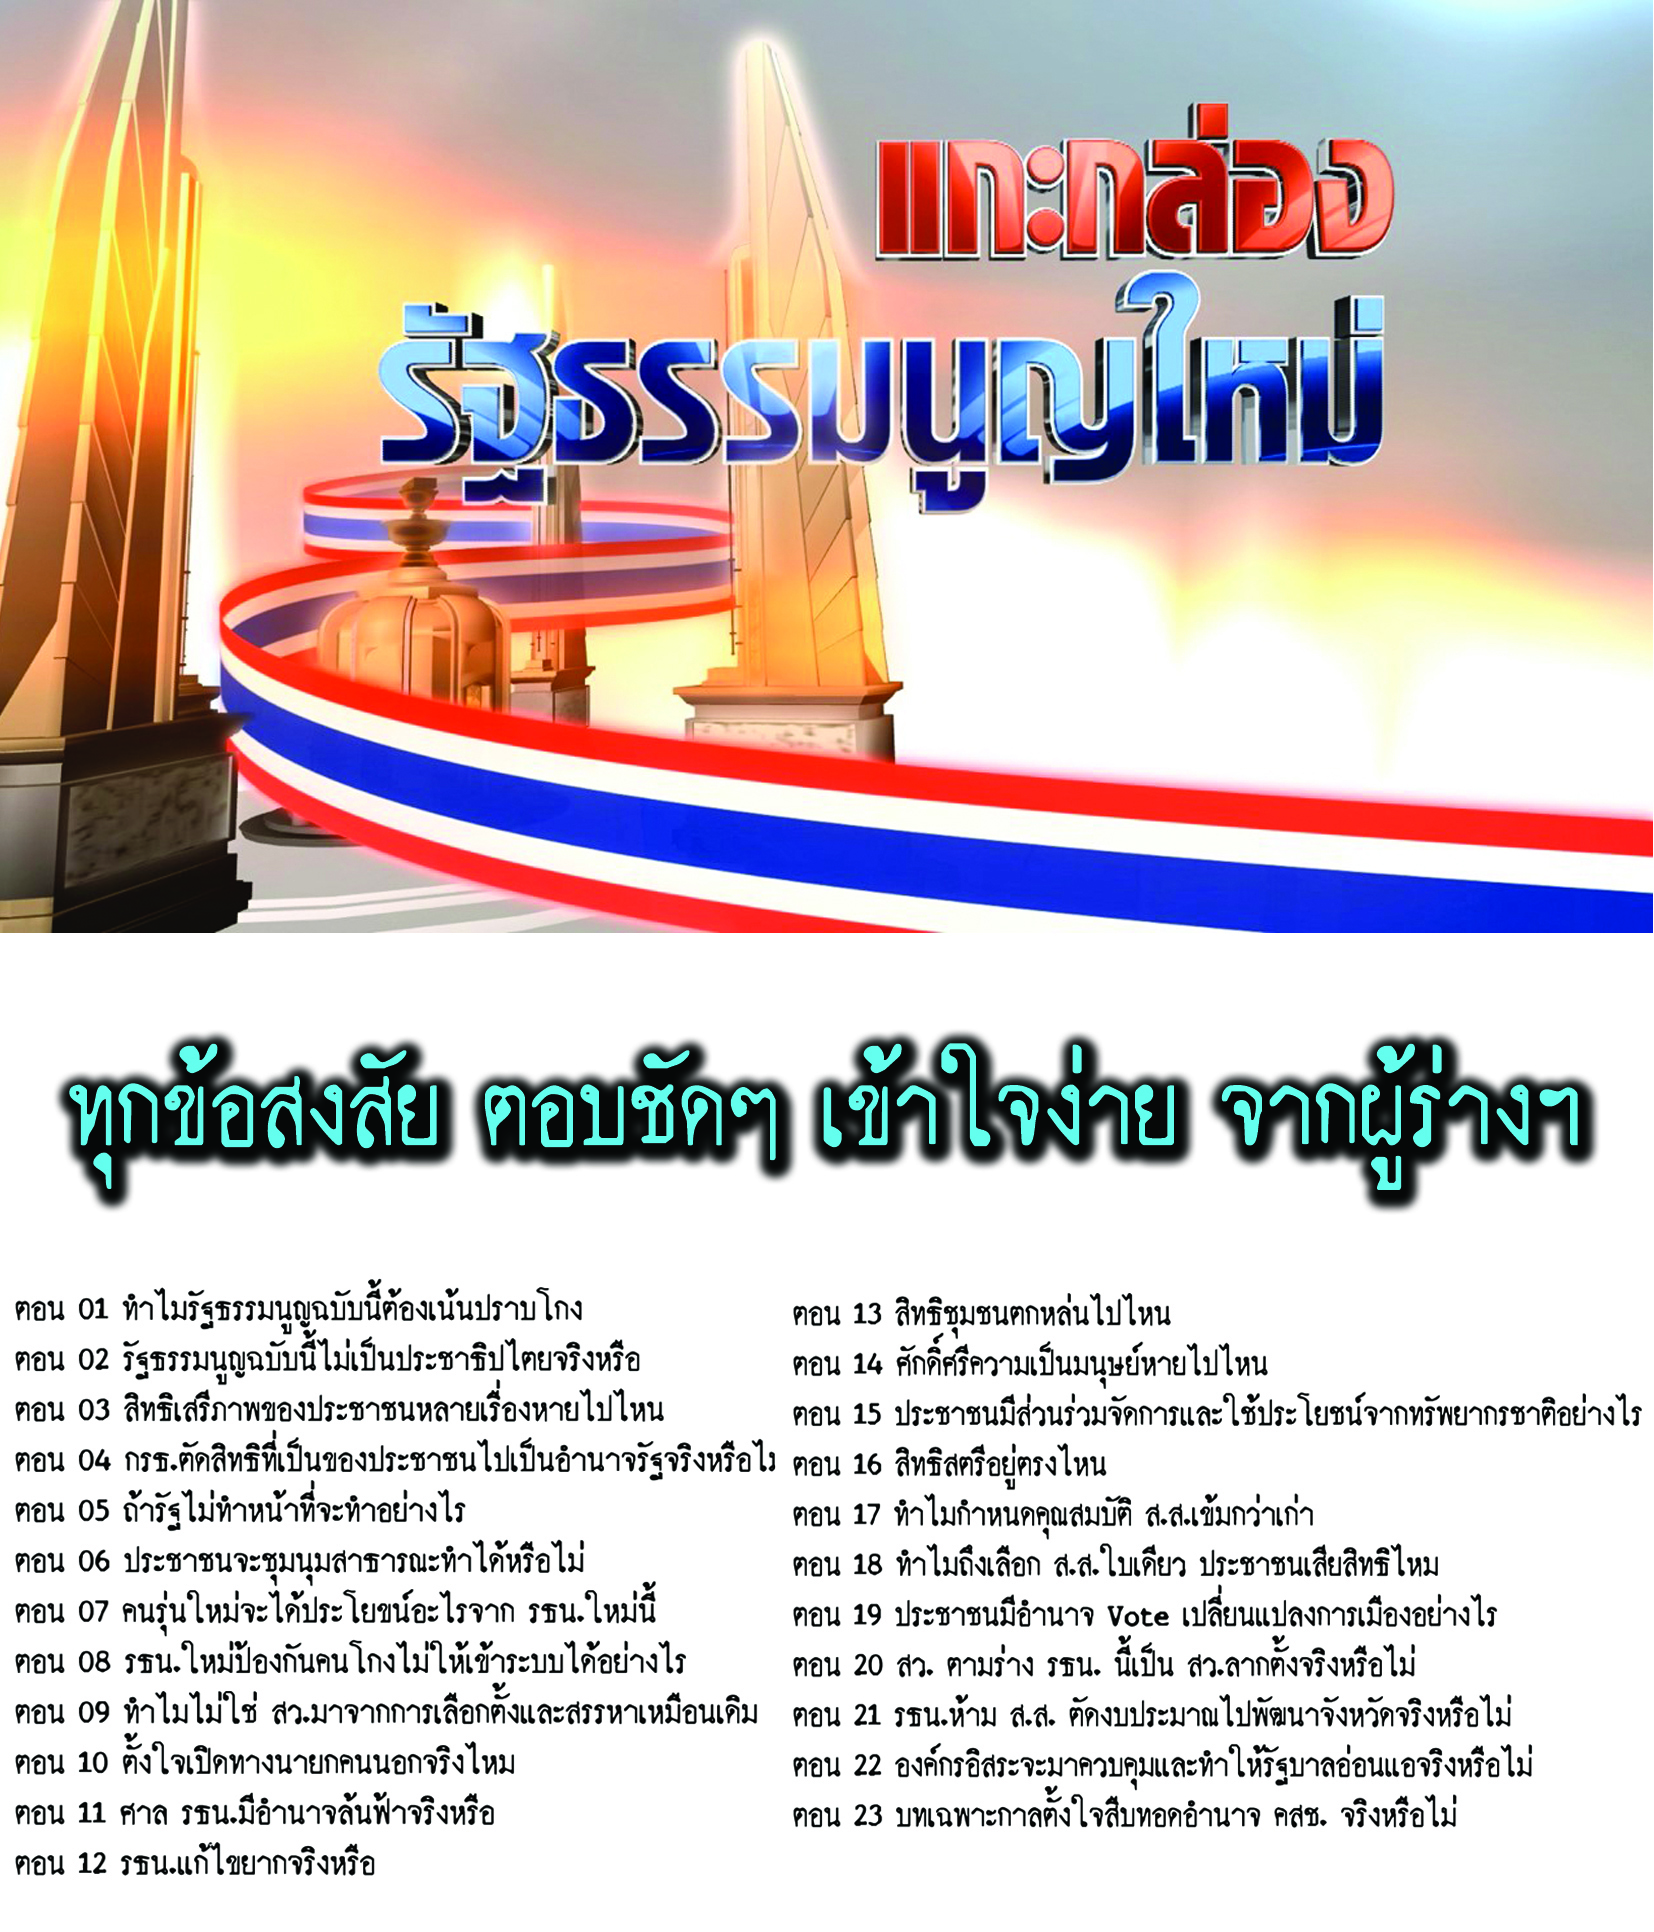 แกะกล่อง
รัฐธรรมนูญใหม่
ทุกข้อสงสัย ตอบชัดๆ เข้าใจง่าย จากผู้ร่างฯ
ตอน 01 ทำไมรัฐธรรมนูญฉบับนี้ต้องเน้นปราบโกง
ตอน 02 รัฐธรรมนูญฉบับนี้ไม่เป็นประชาธิปไตยจริงหรือ
ตอน 03 สิทธิเสรีภาพของประชาชนหลายเรื่องหายไปไหน
ตอน 04 กรธ.ตัดสิทธิที่เป็นของประชาชนไปเป็นอำนาจรัฐจริงหรือไม
ตอน 05 ถ้ารัฐไม่ทำหน้าที่จะทำอย่างไร
ตอน 06 ประชาชนจะชุมนุมสาธารณะทำได้หรือไม่
ตอน 07 คนรุ่นใหม่จะได้ประโยขน์อะไรจาก รธน.ใหม่นี้
ตอน 08 รธน.ใหม่ป้องกันคนโกงไม่ให้เข้าระบบได้อย่างไร
ตอน 09 ทำไมไม่ใช่ สว.มาจากการเลือกตั้งและสรรหาเหมือนเดิม
ตอน 10 ตั้งใจเปิดทางนายกคนนอกจริงไหม
ตอน 11 ศาล รธน.มีอำนาจล้นฟ้าจริงหรือ
ตอน 12 รธน.แก้ไขยากจริงหรือ
ตอน 13 สิทธิชุมชนตกหล่นไปไหน
ตอน 14 ศักดิ์ศรีความเป็นมนุษย์หายไปไหน
ตอน 15 ประชาชนมีส่วนร่วมจัดการและใช้ประโยชน์จากทรัพยากรชาติอย่างไร
ตอน 16 สิทธิสตรีอยู่ตรงไหน
ตอน 17 ทำไมกำหนดคุณสมบัติ ส.ส.เข้มกว่าเก่า
ตอน 18 ทำไมถึงเลือก ส.ส.ใบเดียว ประชาชนเสียสิทธิไหม
ตอน 19 ประชาชนมีอำนาจ Vote เปลี่ยนแปลงการเมืองอย่างไร
ตอน 20 สว. ตามร่าง รธน. นี้เป็น สว.ลากตั้งจริงหรือไม่
ตอน 21 รธน.ห้าม ส.ส. ตัดงบประมาณไปพัฒนาจังหวัดจริงหรือไม่
ตอน 22 องค์กรอิสระจะมาควบคุมและทำให้รัฐบาลอ่อนแอจริงหรือไม่
ตอน 23 บทเฉพาะกาลตั้งใจสืบทอดอำนาจ คสช. จริงหรือไม่